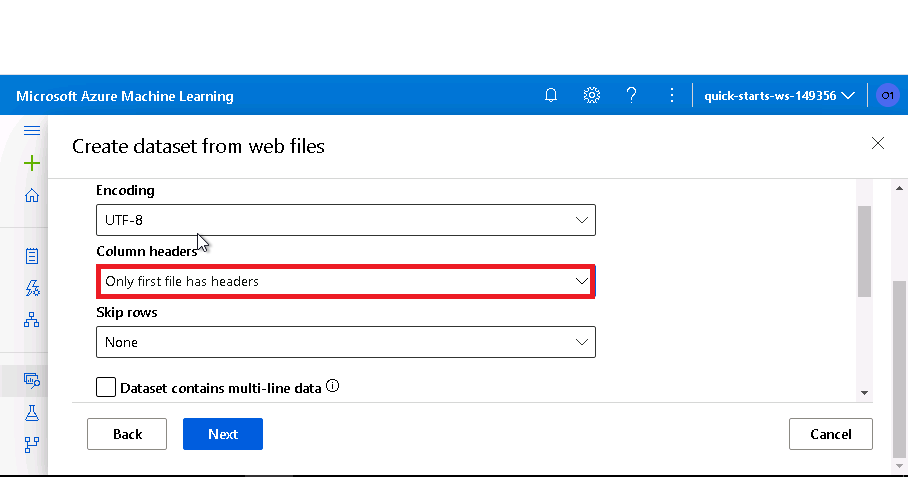 Microsoft Azure Machine Learning
quick-starts-ws-149356
O1
Create dataset from web files
Encoding
UTF-8
Column headers
Only first file has headers
Skip rows
None
Dataset contains multi-line data
Back
Next
Cancel